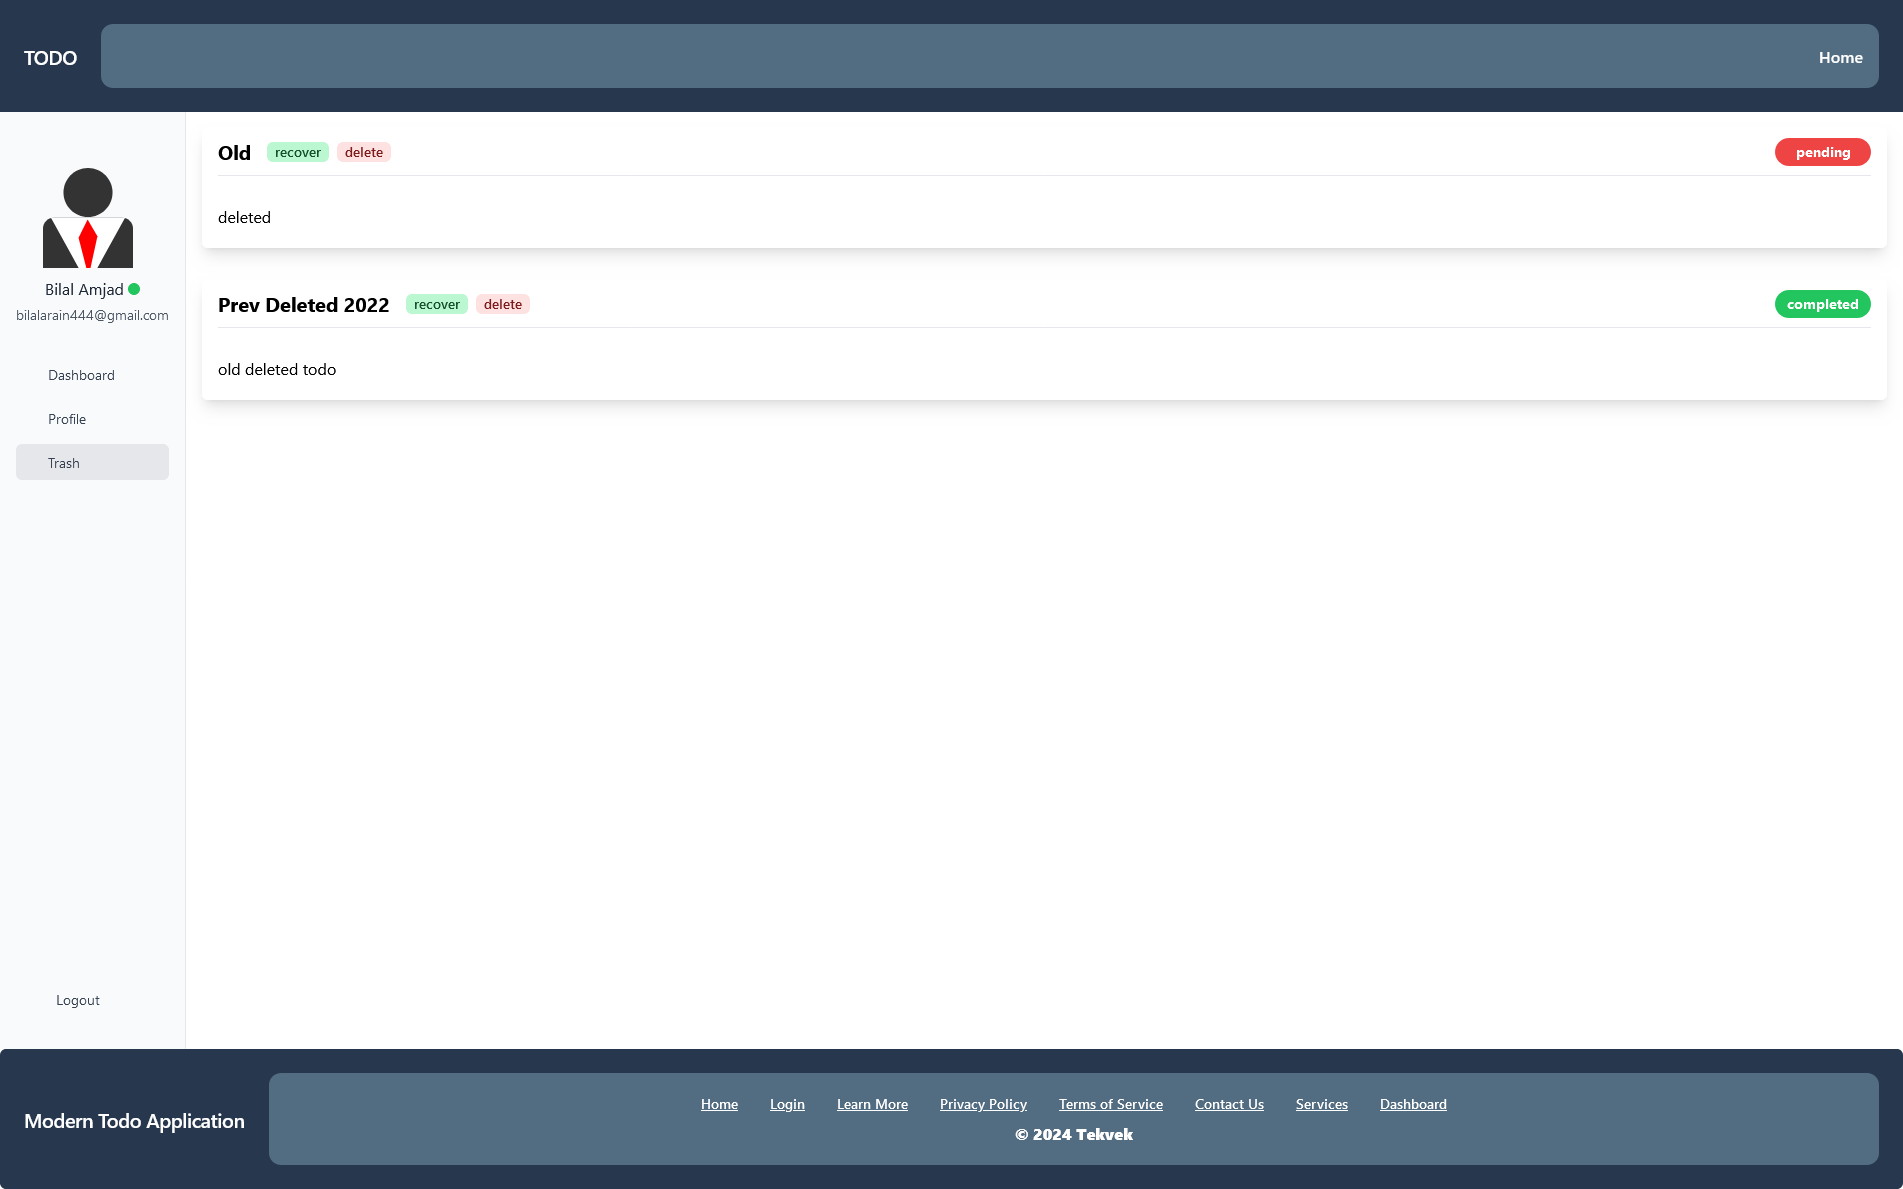 TODO
Home
Bilal Amjad
bilalarain444@gmail.com
Dashboard
Profile
Trash
Logout
Old recover delete pending
deleted
Prev Deleted 2022 recover delete completed
old deleted todo
Modern Todo Application
Home Login Learn More Privacy Policy Terms of Service Contact Us Services Dashboard
© 2024 Tekvek